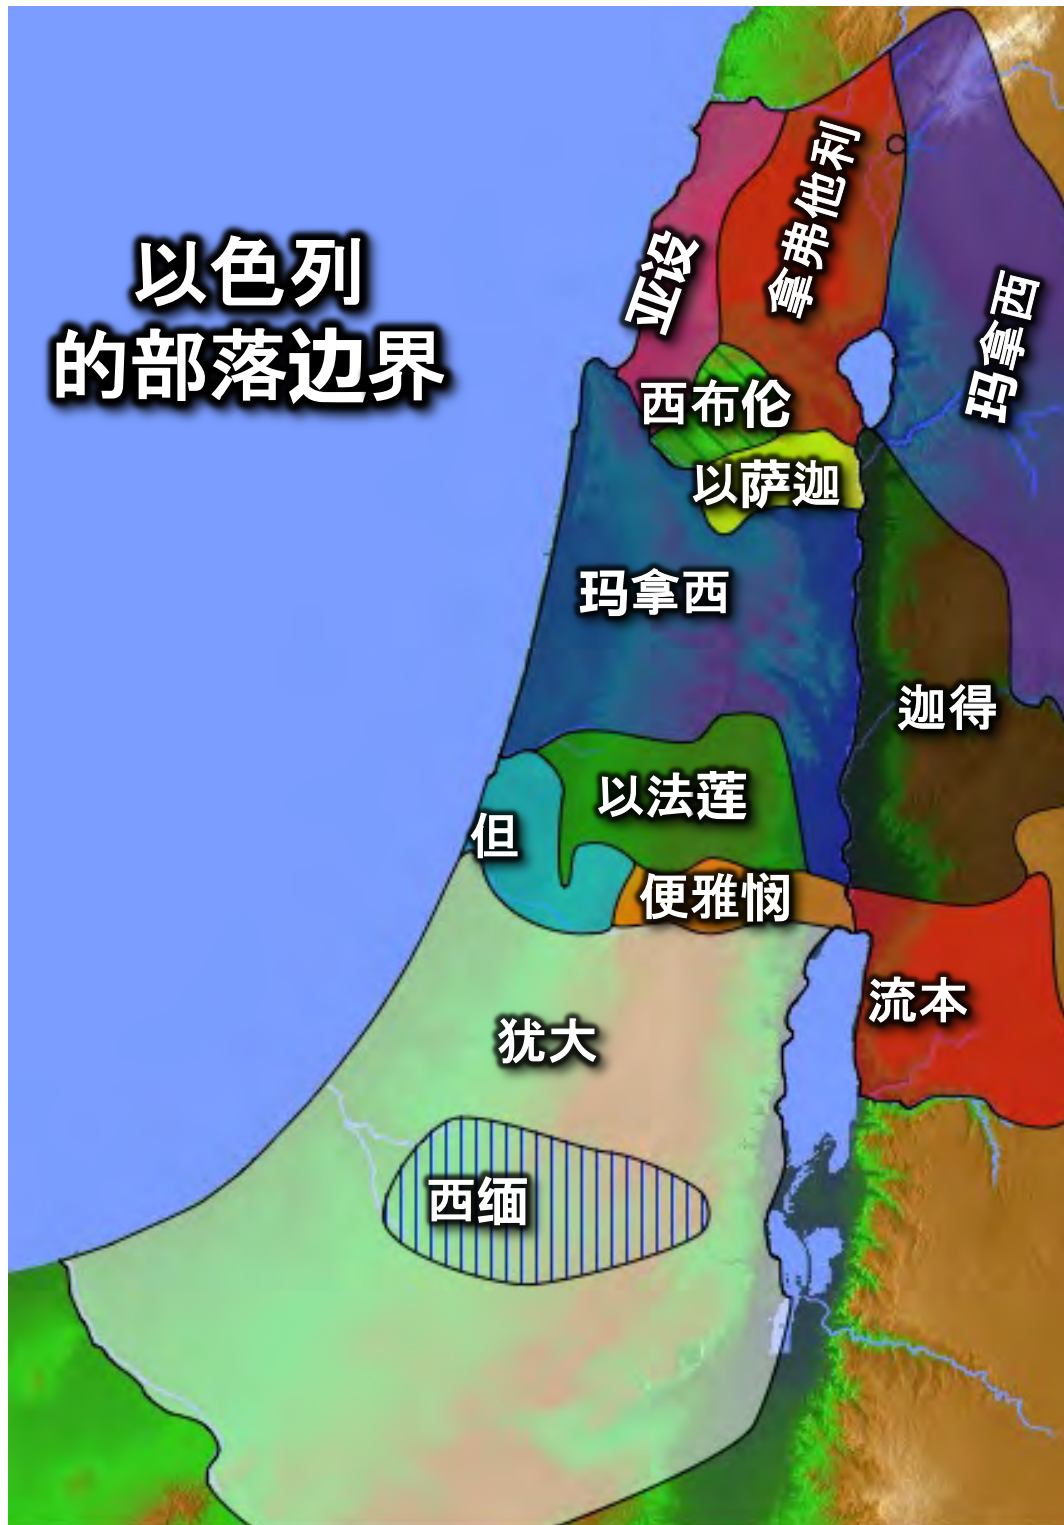 以色列
的部落边界
亚设
拿弗他利
玛拿西
西布伦
以萨迦
玛拿西
迦得
以法莲
但
便雅悯
流本
犹大
西缅